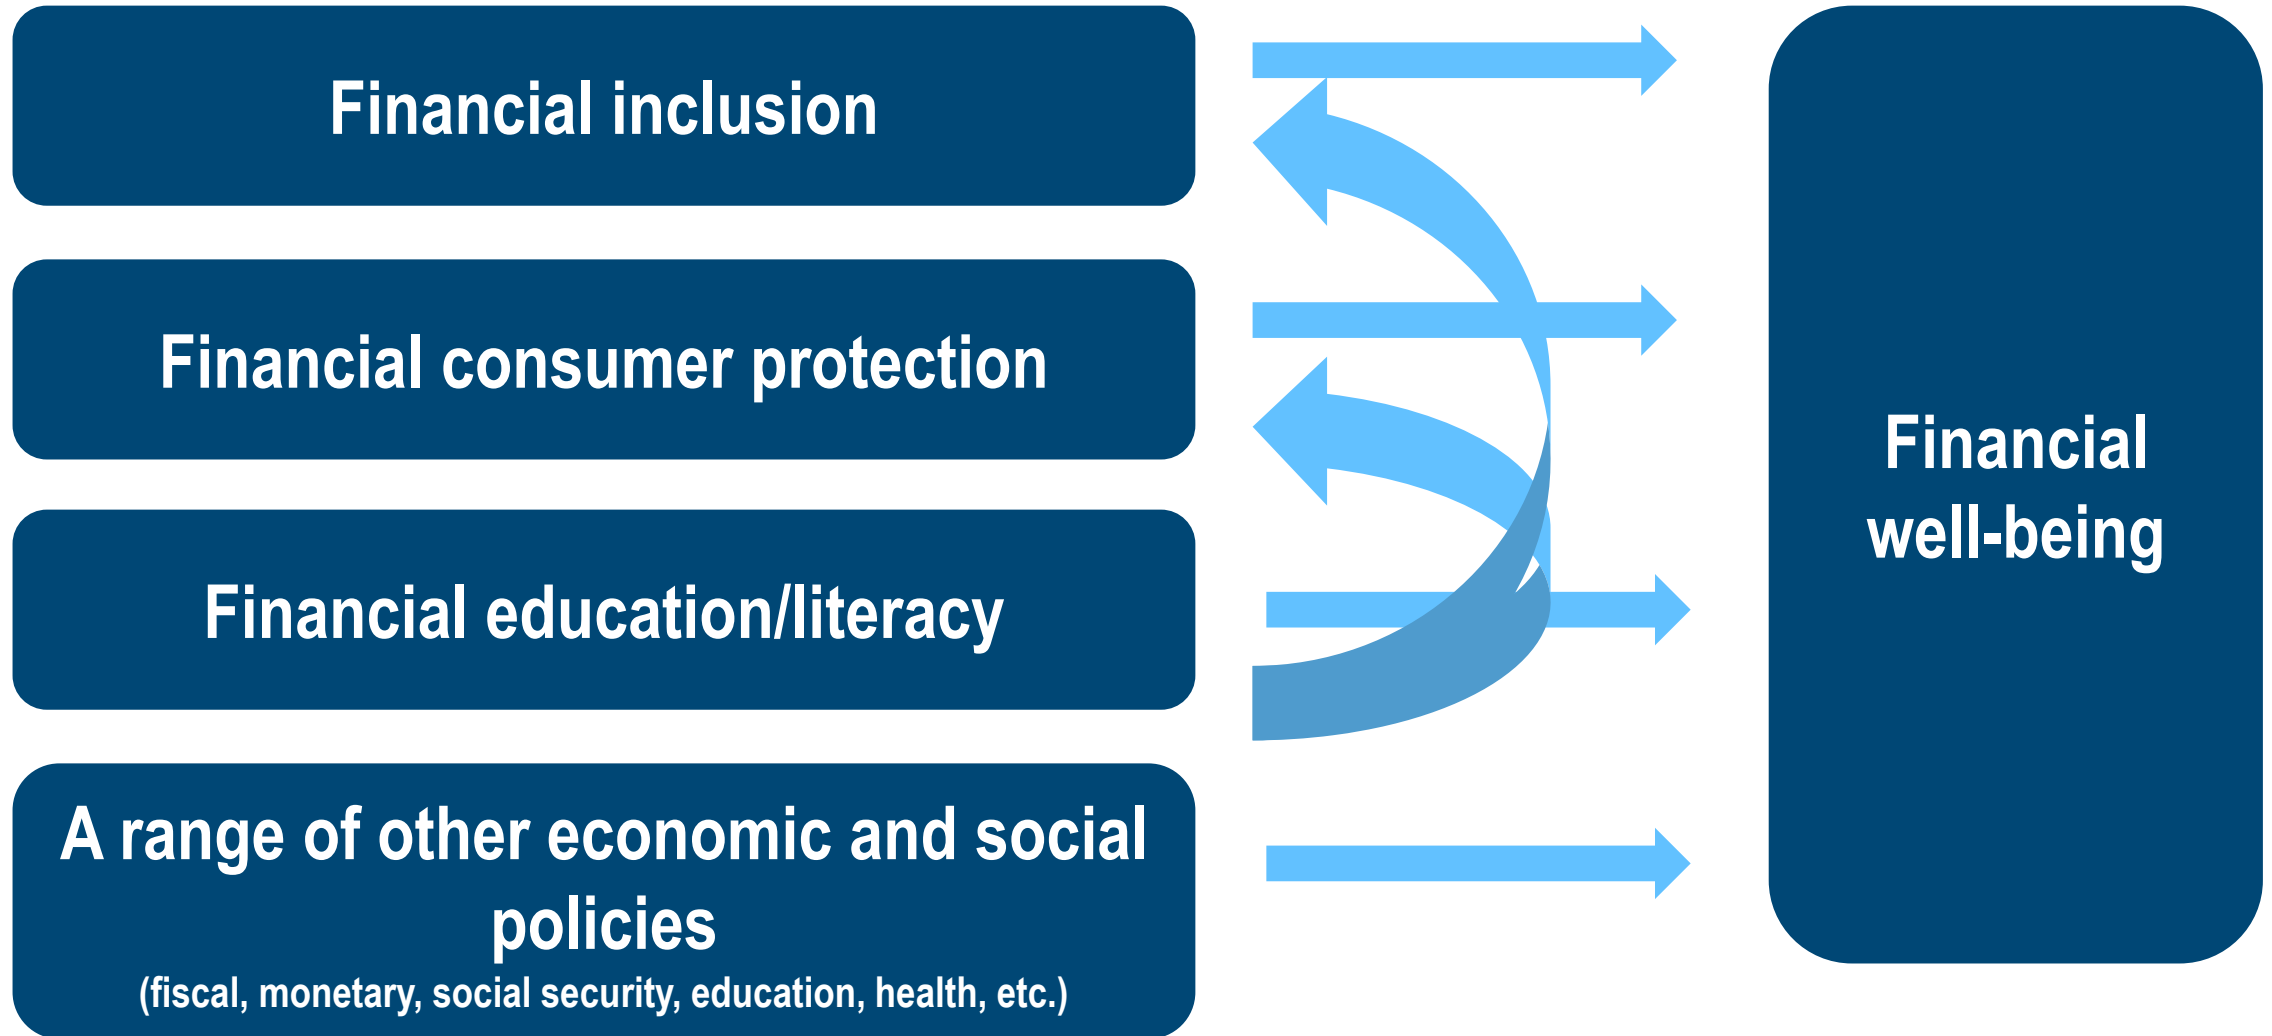 Financial inclusion
Financial consumer protection
Financial education/literacy
A range of other economic and social
policies
(fiscal, monetary, social security, education, health, etc.)
Financial
well-being